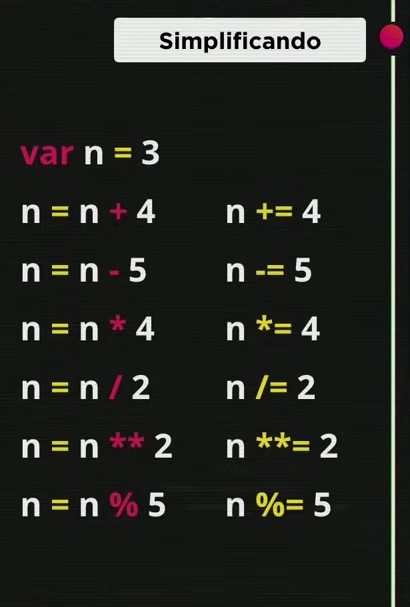 Simplificando
var n = 3
n = n + 4 n += 4
n = n - 5 n -= 5
n = n * 4 n *= 4
n = n / 2 n /= 2
n = n ** 2 n **= 2
n = n % 5 n %= 5